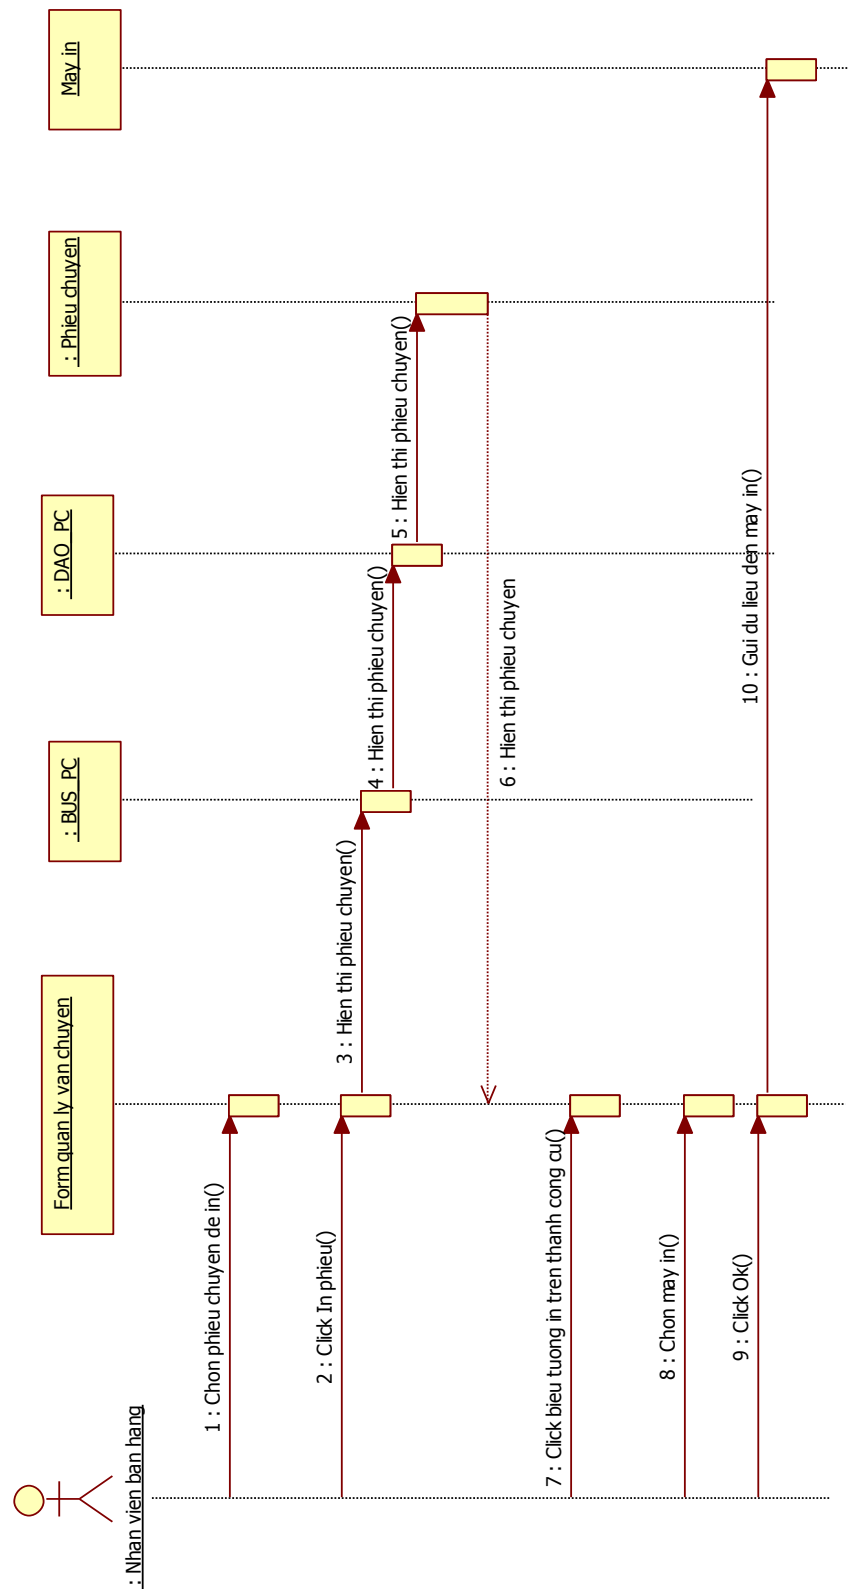 : Nhan vien ban hang
Form quan ly van chuyen
: BUS_PC
: DAO_PC
: Phieu chuyen
May in
1 : Chon phieu chuyen de in()
2 : Click In phieu()
3 : Hien thi phieu chuyen()
4 : Hien thi phieu chuyen()
5 : Hien thi phieu chuyen()
6 : Hien thi phieu chuyen
7 : Click bieu tuong in tren thanh cong cu()
8 : Chon may in()
9 : Click Ok()
10 : Gui du lieu den may in()